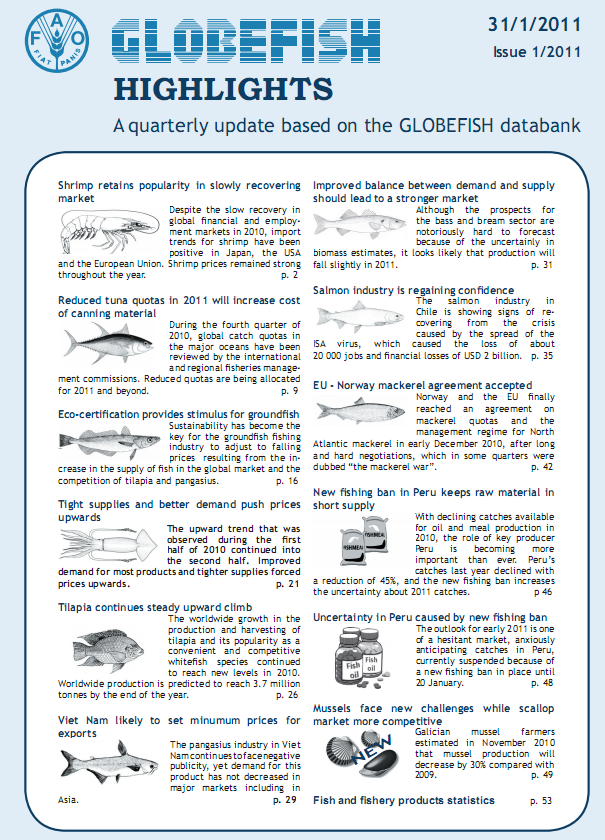 F A O
FIAT PANIS
GLOBEFISH
HIGHLIGHTS
31/1/2011
Issue 1/2011
A quarterly update based on the GLOBEFISH databank
Shrimp retains popularity in slowly recovering
market
Despite the slow recovery in
global financial and employ-
ment markets in 2010, import
trends for shrimp have been
positive in Japan, the USA
and the European Union. Shrimp prices remained strong
throughout the year. p. 2
Reduced tuna quotas in 2011 will increase cost
of canning material
During the fourth quarter of
2010, global catch quotas in
the major oceans have been
reviewed by the international
and regional fisheries manage-
ment commissions. Reduced quotas are being allocated
for 2011 and beyond. p. 9
Eco-certification provides stimulus for groundfish
Sustainability has become the
key for the groundfish fishing
industry to adjust to falling
prices resulting from the in-
crease in the supply of fish in the global market and the
competition of tilapia and pangasius. p. 16
Tight supplies and better demand push prices
upwards
The upward trend that was
observed during the first
half of 2010 continued into
the second half. Improved
demand for most products and tighter supplies forced
prices upwards. p. 21
Tilapia continues steady upward climb
The worldwide growth in the
production and harvesting of
tilapia and its popularity as a
convenient and competitive
whitefish species continued
to reach new levels in 2010.
Worldwide production is predicted to reach 3.7 million
tonnes by the end of the year. p. 26
Viet Nam likely to set minumum prices for
exports
The pangasius industry in Viet
Nam continues to face negative
publicity, yet demand for this
product has not decreased in
major markets including in
Asia. p. 29
Improved balance between demand and supply
should lead to a stronger market
Although the prospects for
the bass and bream sector are
notoriously hard to forecast
because of the uncertainly in
biomass estimates, it looks likely that production will
fall slightly in 2011. p. 31
Salmon industry is regaining confidence
The salmon industry in
Chile is showing signs of re-
covering from the crisis
caused by the spread of the
ISA virus, which caused the loss of about
20 000 jobs and financial losses of USD 2 billion. p. 35
EU - Norway mackerel agreement accepted
Norway and the EU finally
reached an agreement on
mackerel quotas and the
management regime for North
Atlantic mackerel in early December 2010, after long
and hard negotiations, which in some quarters were
dubbed “the mackerel war”. p. 42
New fishing ban in Peru keeps raw material in
short supply
FISHMEAL
FISHMEAL
With declining catches available
for oil and meal production in
2010, the role of key producer
Peru is becoming more
important than ever. Peru’s
catches last year declined with
a reduction of 45%, and the new fishing ban increases
the uncertainty about 2011 catches. p 46
Uncertainty in Peru caused by new fishing ban
Fish oil
Fish oil
The outlook for early 2011 is one
of a hesitant market, anxiously
anticipating catches in Peru,
currently suspended because of
a new fishing ban in place until
20 January. p. 48
Mussels face new challenges while scallop
market more competitive
NEW
Galician mussel farmers
estimated in November 2010
that mussel production will
decrease by 30% compared with
2009. p. 49
Fish and fishery products statistics p. 53